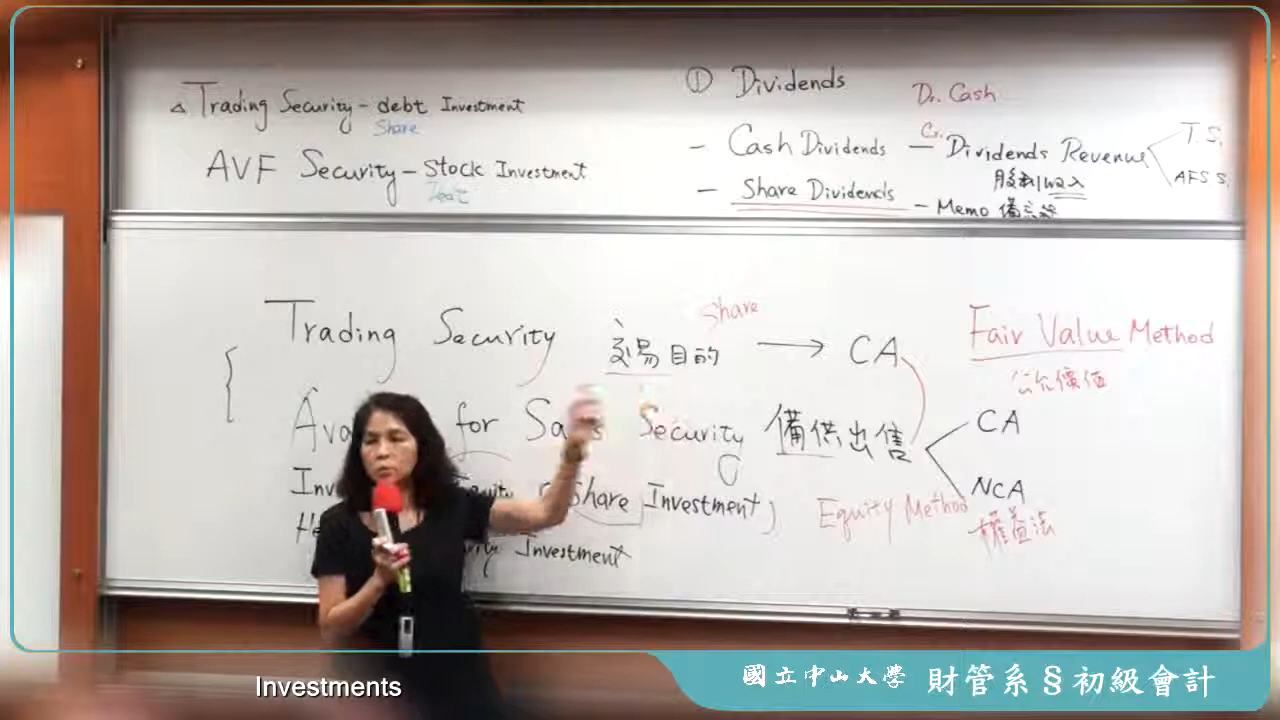 △ Trading Security - debt Investment
Share
AVF Security - Stock Investment
① Dividends
Dr. Cash
- Cash Dividends
Cr.
- Dividends Revenue
T.S.
AFS S.
股利收入
- Share Dividends
- Memo 備忘錄
Trading Security 交易目的 → CA
Share
Fair Value Method
公允價值
for Security 備供出售
CA
NCA
Equity (Share Investment)
Equity Method
權益法
Investment
Investments
國立中山大學 財管系§初級會計